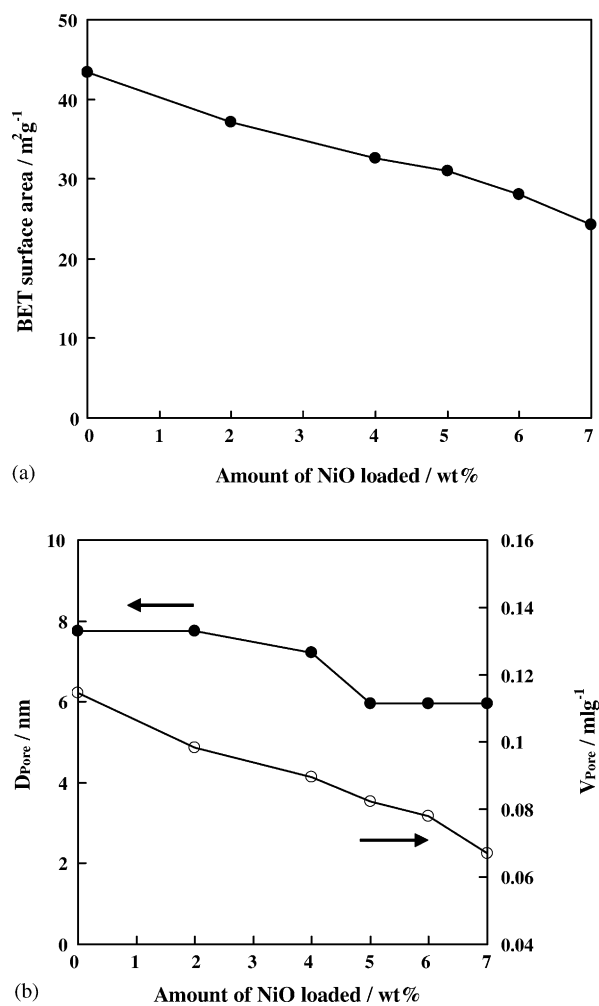 50
40
30
20
10
0
BET surface area / m²g⁻¹
0 1 2 3 4 5 6 7
Amount of NiO loaded / wt%
(a)
10
8
6
4
2
0
D_Pore / nm
0.16
0.14
0.12
0.1
0.08
0.06
0.04
V_Pore / mlg⁻¹
0 1 2 3 4 5 6 7
Amount of NiO loaded / wt%
(b)